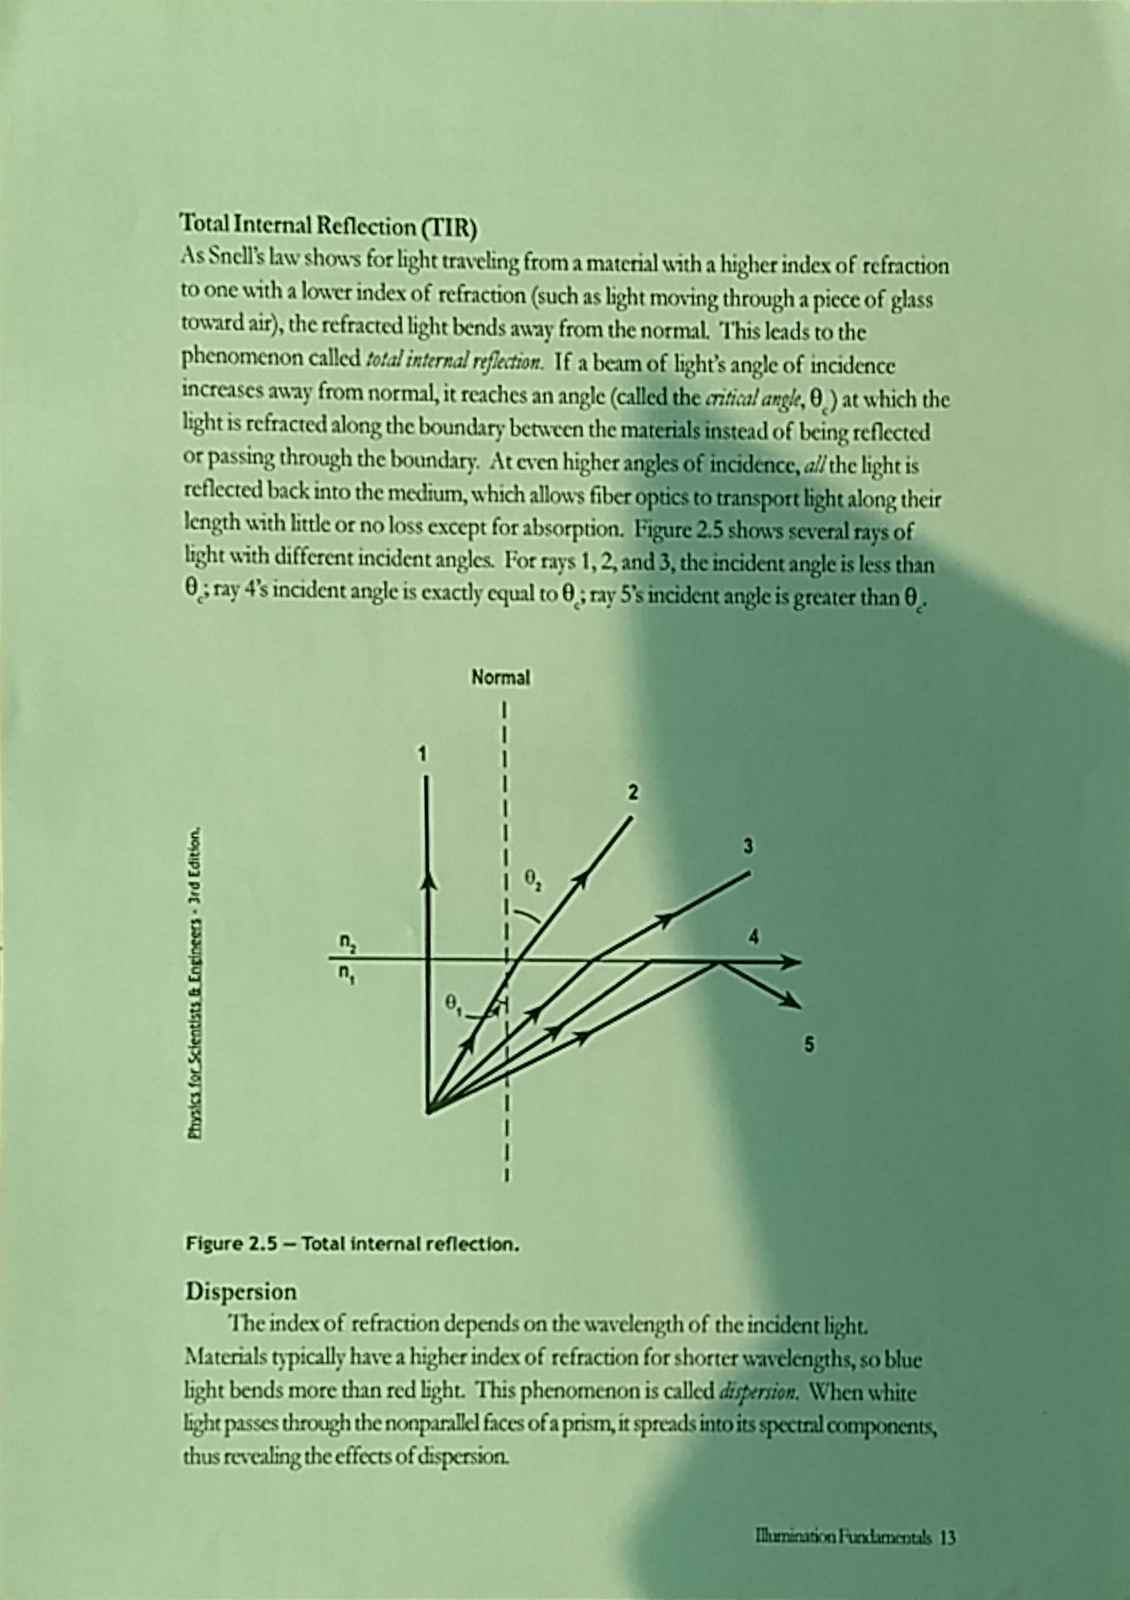 Total Internal Reflection (TIR)
As Snell's law shows for light traveling from a material with a higher index of refraction
to one with a lower index of refraction (such as light moving through a piece of glass
toward air), the refracted light bends away from the normal. This leads to the
phenomenon called total internal reflection. If a beam of light's angle of incidence
increases away from normal, it reaches an angle (called the critical angle, θc) at which the
light is refracted along the boundary between the materials instead of being reflected
or passing through the boundary. At even higher angles of incidence, all the light is
reflected back into the medium, which allows fiber optics to transport light along their
length with little or no loss except for absorption. Figure 2.5 shows several rays of
light with different incident angles. For rays 1, 2, and 3, the incident angle is less than
θc; ray 4's incident angle is exactly equal to θc; ray 5's incident angle is greater than θc.
Normal
1
2
3
θ2
4
n2
n1
θ1
5
Physics for Scientists & Engineers - 3rd Edition.
Figure 2.5 – Total internal reflection.
Dispersion
The index of refraction depends on the wavelength of the incident light.
Materials typically have a higher index of refraction for shorter wavelengths, so blue
light bends more than red light. This phenomenon is called dispersion. When white
light passes through the nonparallel faces of a prism, it spreads into its spectral components,
thus revealing the effects of dispersion.
Illumination Fundamentals 13